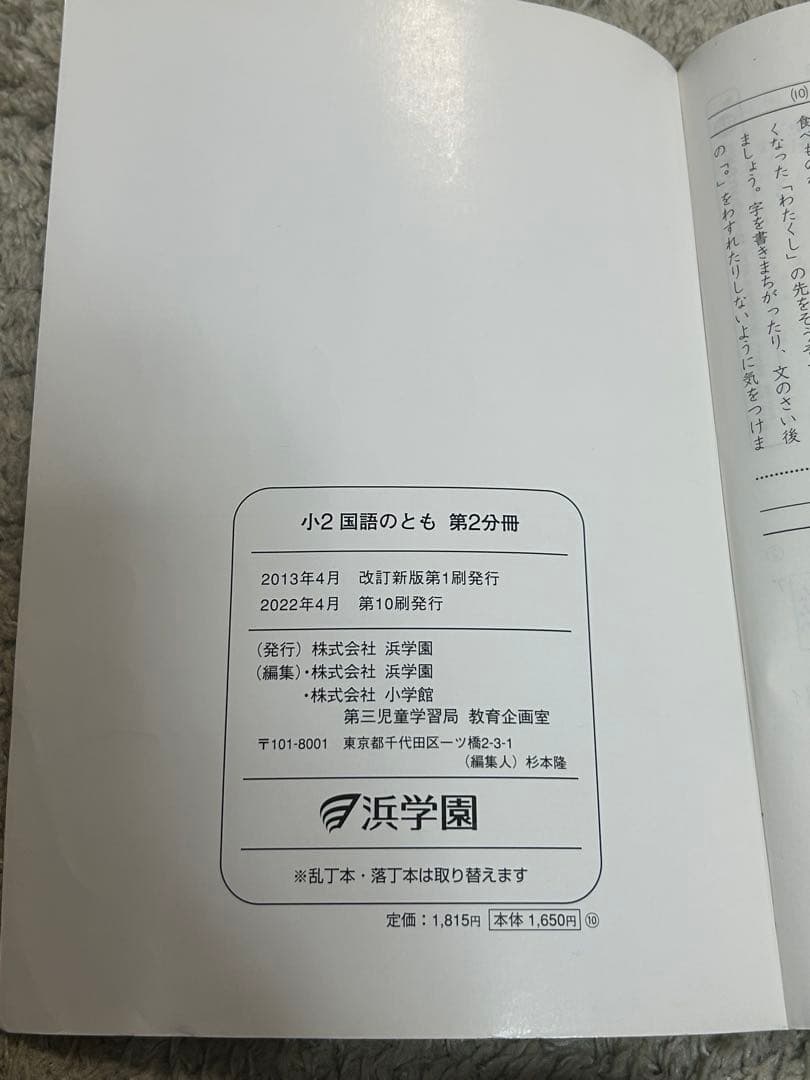 (10)
食べもの
くなった「わたくし」の先をそうぞ
ましょう。字を書きまちがったり、文のさい後
の「。」をわすれたりしないように気をつけま
小2 国語のとも 第2分冊
2013年4月 改訂新版第1刷発行
2022年4月 第10刷発行
(発行) 株式会社 浜学園
(編集)・株式会社 浜学園
・株式会社 小学館
第三児童学習局 教育企画室
〒101-8001 東京都千代田区一ツ橋2-3-1
(編集人) 杉本隆
浜学園
※乱丁本・落丁本は取り替えます
定価：1,815円 本体 1,650円 ⑩